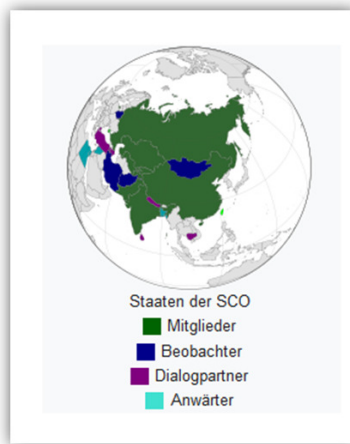 Staaten der SCO
Mitglieder
Beobachter
Dialogpartner
Anwärter